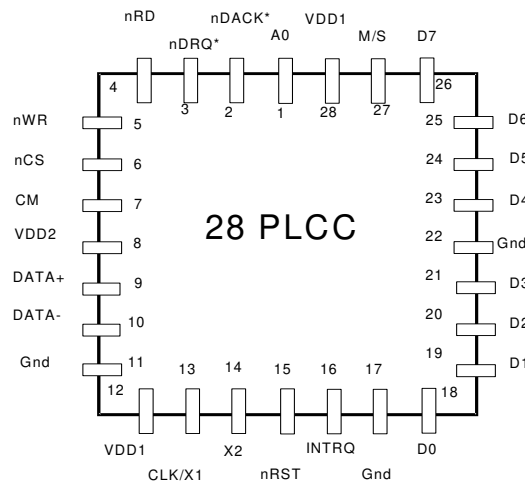 nRD
nDRQ*
nDACK*
A0
VDD1
M/S
D7
4
3
2
1
28
27
26
nWR 5
25 D6
nCS 6
24 D5
CM 7
23 D4
28 PLCC
VDD2 8
22 Gnd
DATA+ 9
21 D3
DATA- 10
20 D2
Gnd 11
19 D1
12
13
14
15
16
17
18
VDD1
CLK/X1
X2
nRST
INTRQ
Gnd
D0